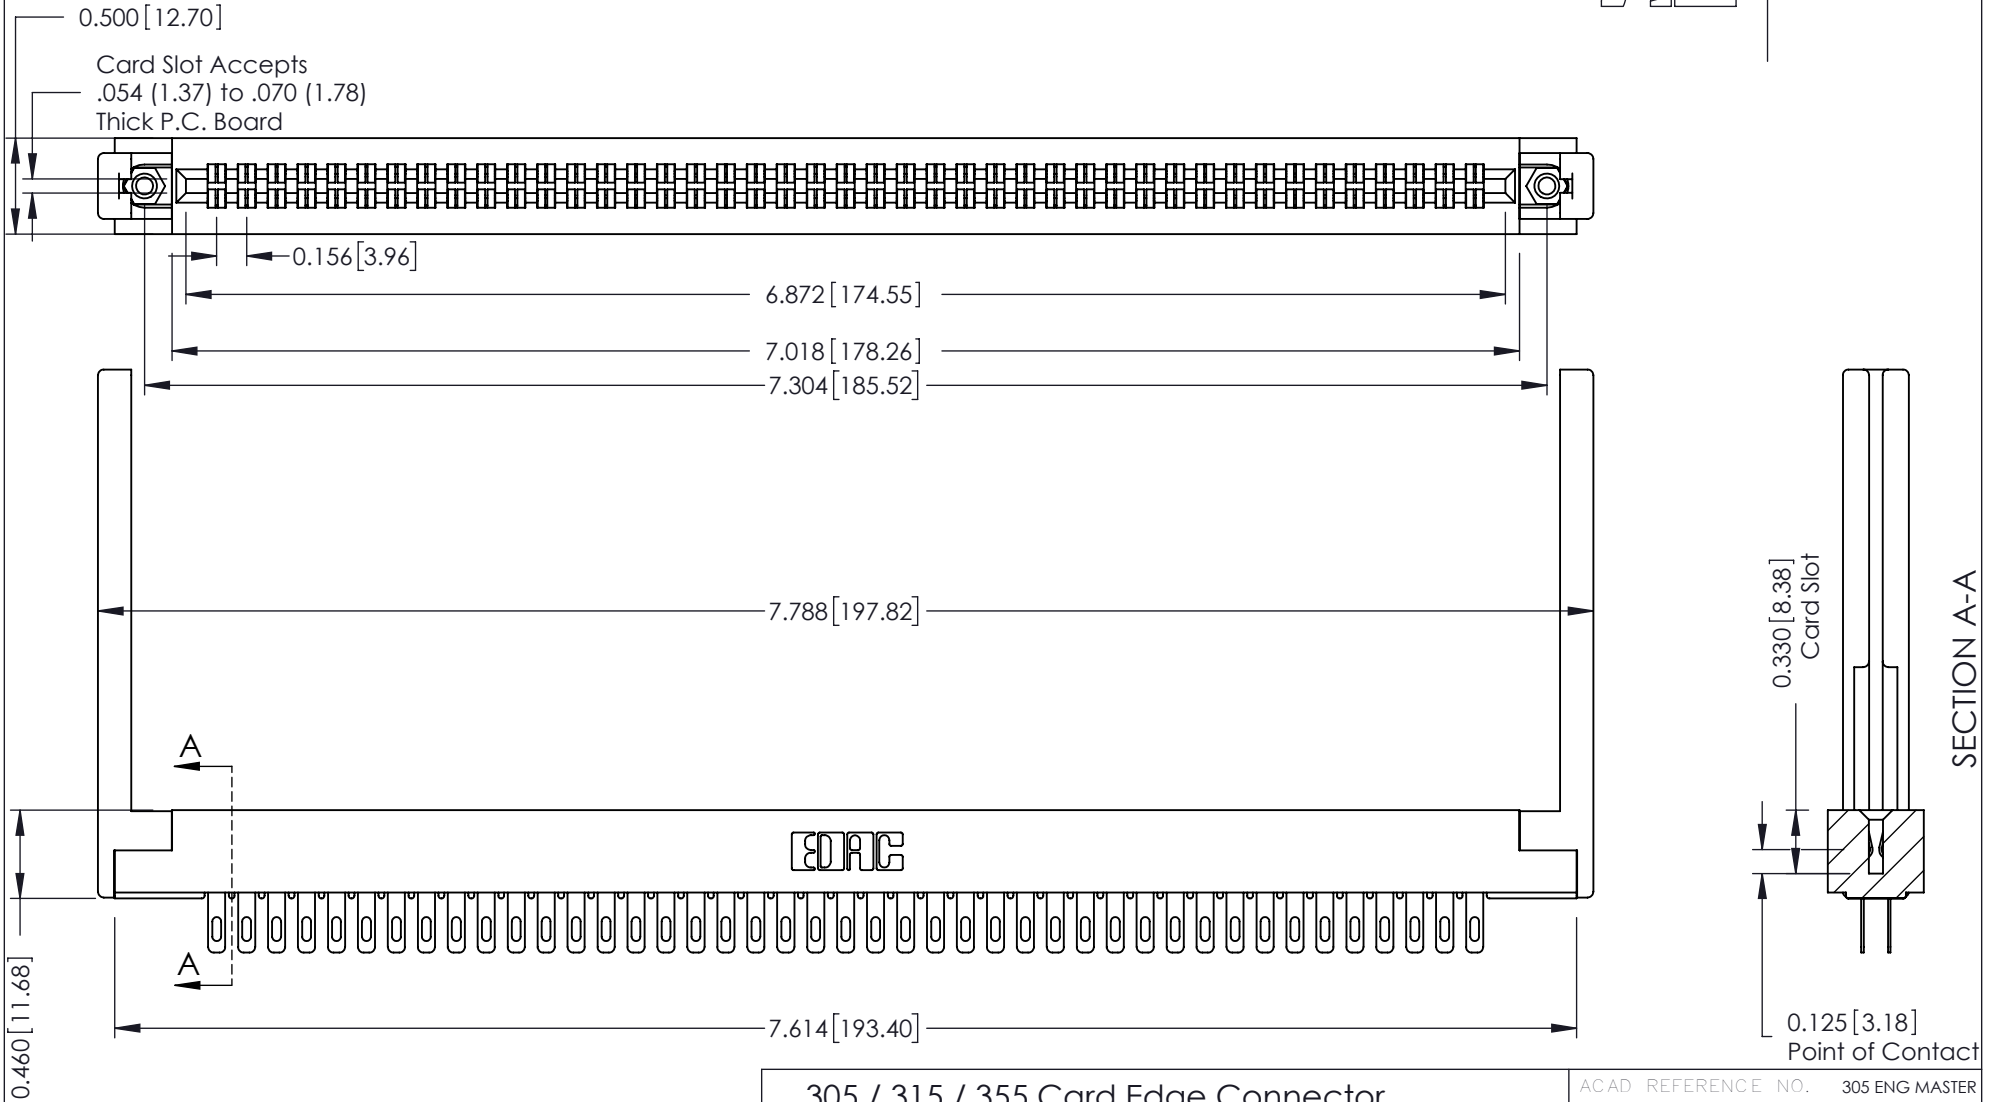 0.500[12.70]
Card Slot Accepts
.054 (1.37) to .070 (1.78)
Thick P.C. Board
0.156[3.96]
6.872[174.55]
7.018[178.26]
7.304[185.52]
7.788[197.82]
A
EDAC
A
7.614[193.40]
0.460[11.68]
0.330[8.38]
Card Slot
SECTION A-A
0.125[3.18]
Point of Contact
305 / 315 / 355 Card Edge Connector
ACAD REFERENCE NO. 305 ENG MASTER